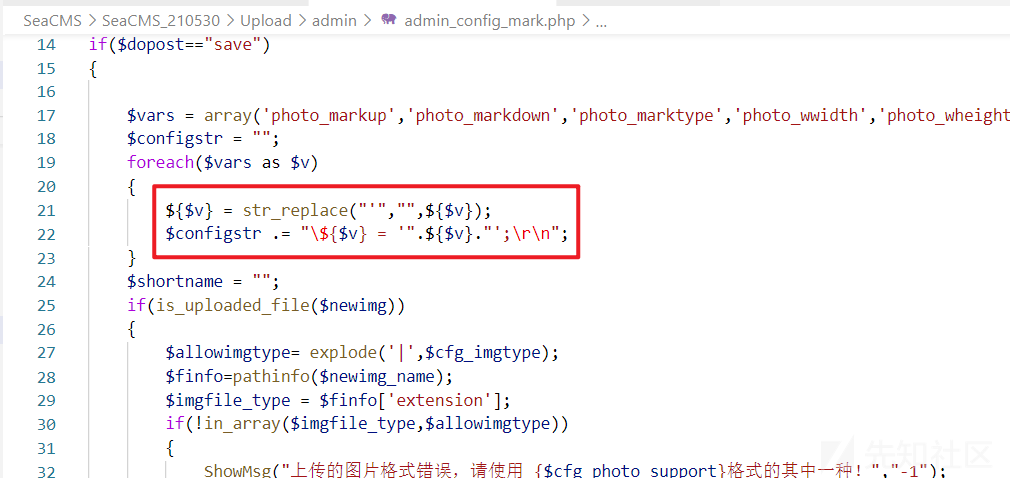 SeaCMS > SeaCMS_210530 > Upload > admin > admin_config_mark.php > ...
14 if($dopost=="save")
15 {
16
17 $vars = array('photo_markup','photo_markdown','photo_marktype','photo_wwidth','photo_wheight
18 $configstr = "";
19 foreach($vars as $v)
20 {
21 ${$v} = str_replace("'","",${$v});
22 $configstr .= "\${$v} = '".${$v}."';\r\n";
23 }
24 $shortname = "";
25 if(is_uploaded_file($newimg))
26 {
27 $allowimgtype= explode('|',$cfg_imgtype);
28 $finfo=pathinfo($newimg_name);
29 $imgfile_type = $finfo['extension'];
30 if(!in_array($imgfile_type,$allowimgtype))
31 {
32 ShowMsg("上传的图片格式错误，请使用 {$cfg_photo_support}格式的其中一种！","-1");
先知社区